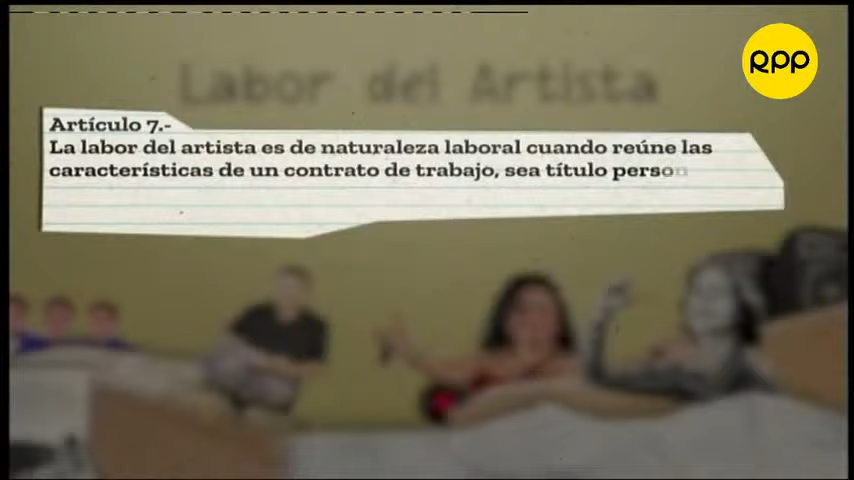 RPP
Labor del Artista
Artículo 7.-
La labor del artista es de naturaleza laboral cuando reúne las
características de un contrato de trabajo, sea título person